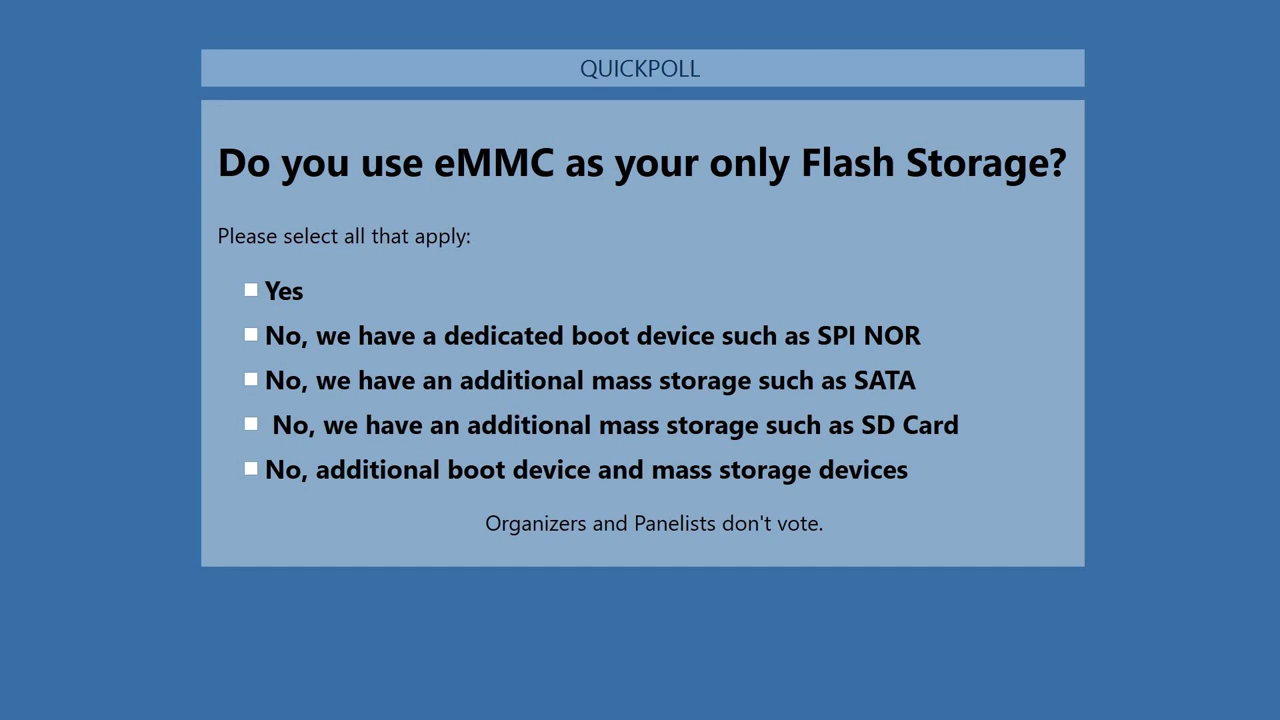 QUICKPOLL
Do you use eMMC as your only Flash Storage?
Please select all that apply:
Yes
No, we have a dedicated boot device such as SPI NOR
No, we have an additional mass storage such as SATA
No, we have an additional mass storage such as SD Card
No, additional boot device and mass storage devices
Organizers and Panelists don't vote.